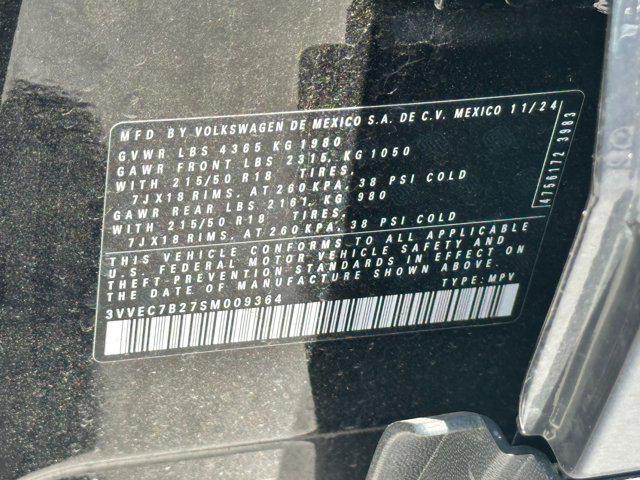 MFD BY VOLKSWAGEN DE MEXICO S.A. DE C.V. MEXICO 11/24
GVWR LBS 4365 KG 1980
GAWR FRONT LBS 2315, KG 1050
WITH 215/50 R18 TIRES,
7JX18 RIMS, AT 260 KPA, 38 PSI COLD
GAWR REAR LBS 2161, KG 980
WITH 215/50 R18 TIRES,
7JX18 RIMS, AT 260 KPA, 38 PSI COLD
THIS VEHICLE CONFORMS TO ALL APPLICABLE
U.S. FEDERAL MOTOR VEHICLE SAFETY AND
THEFT-PREVENTION STANDARDS IN EFFECT ON
THE DATE OF MANUFACTURE SHOWN ABOVE.
TYPE: MPV
3VVEC7B27SM009364
4756172 3983